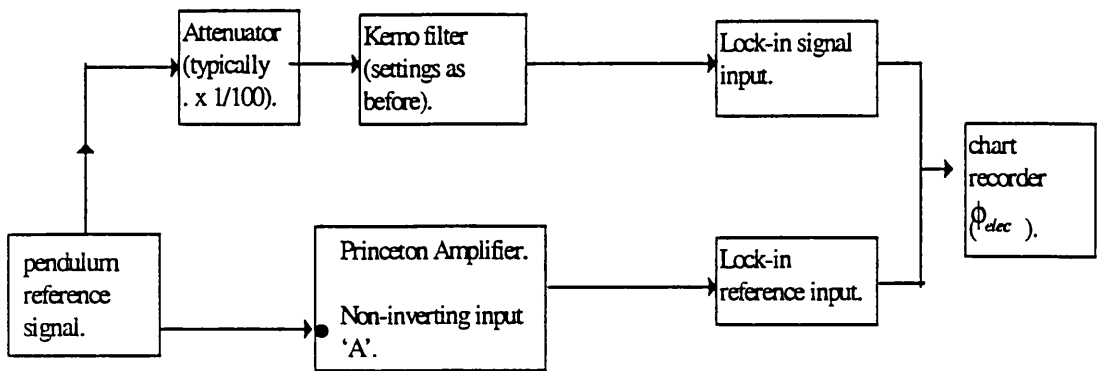 Attenuator
(typically
. x 1/100).
Kemo filter
(settings as
before).
Lock-in signal
input.
chart
recorder
(ϕelec ).
pendulum
reference
signal.
Princeton Amplifier.
Non-inverting input
‘A’.
Lock-in
reference input.